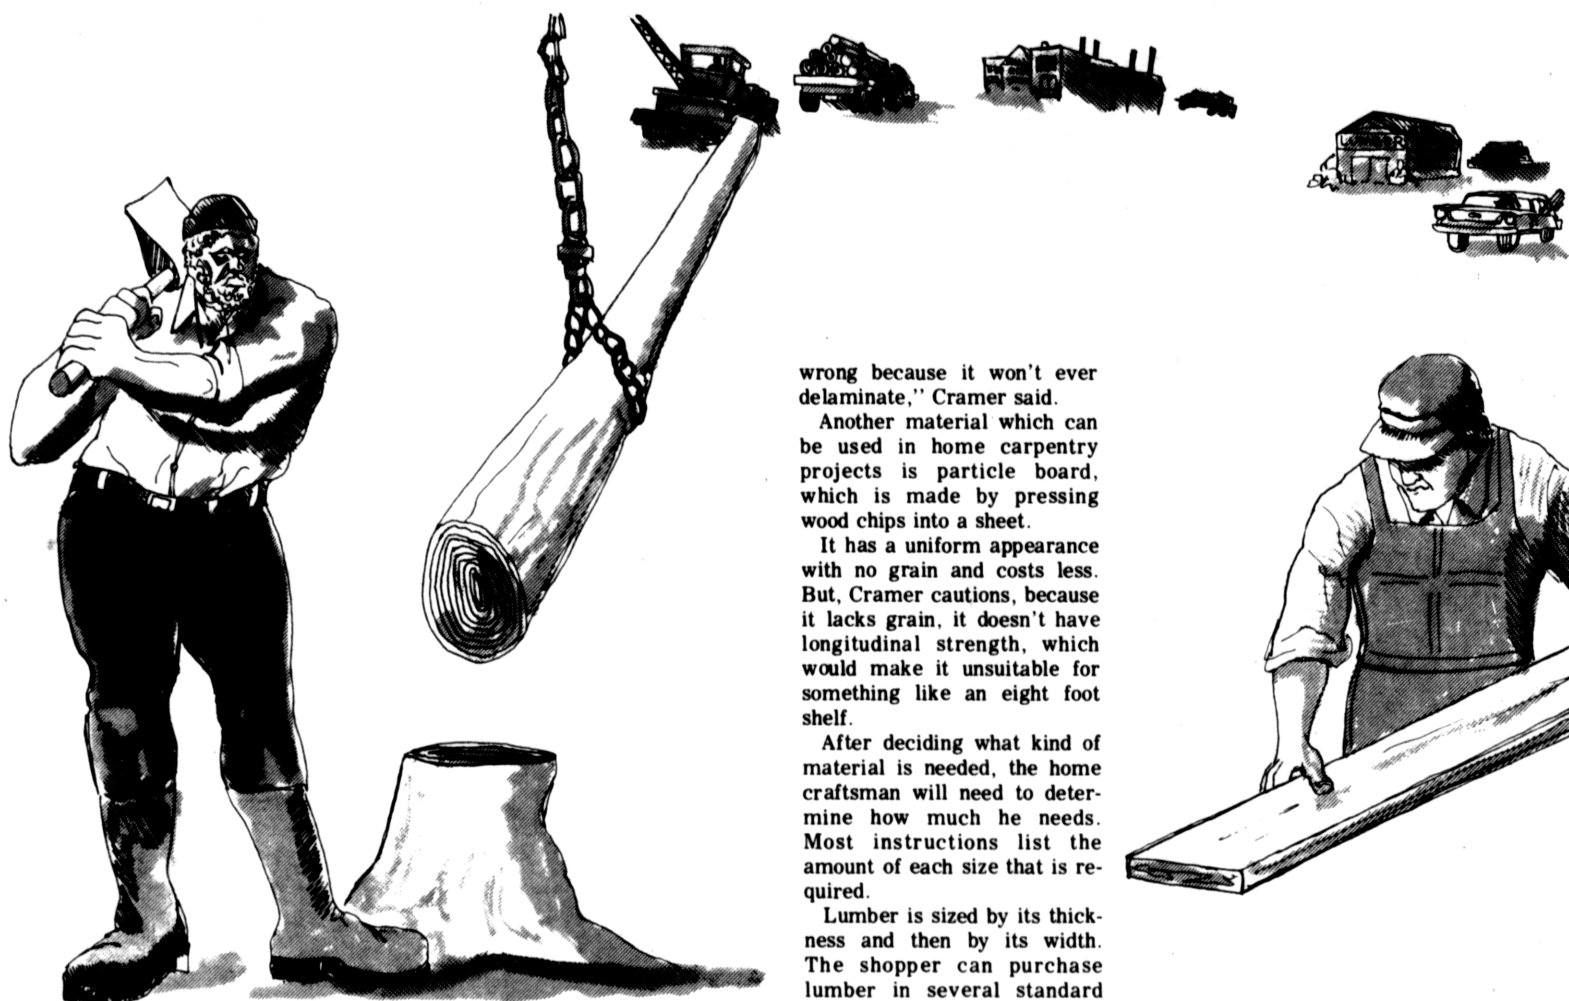 LUMBER
wrong because it won't ever
delaminate,'' Cramer said.
Another material which can
be used in home carpentry
projects is particle board,
which is made by pressing
wood chips into a sheet.
It has a uniform appearance
with no grain and costs less.
But, Cramer cautions, because
it lacks grain, it doesn't have
longitudinal strength, which
would make it unsuitable for
something like an eight foot
shelf.
After deciding what kind of
material is needed, the home
craftsman will need to deter-
mine how much he needs.
Most instructions list the
amount of each size that is re-
quired.
Lumber is sized by its thick-
ness and then by its width.
The shopper can purchase
lumber in several standard